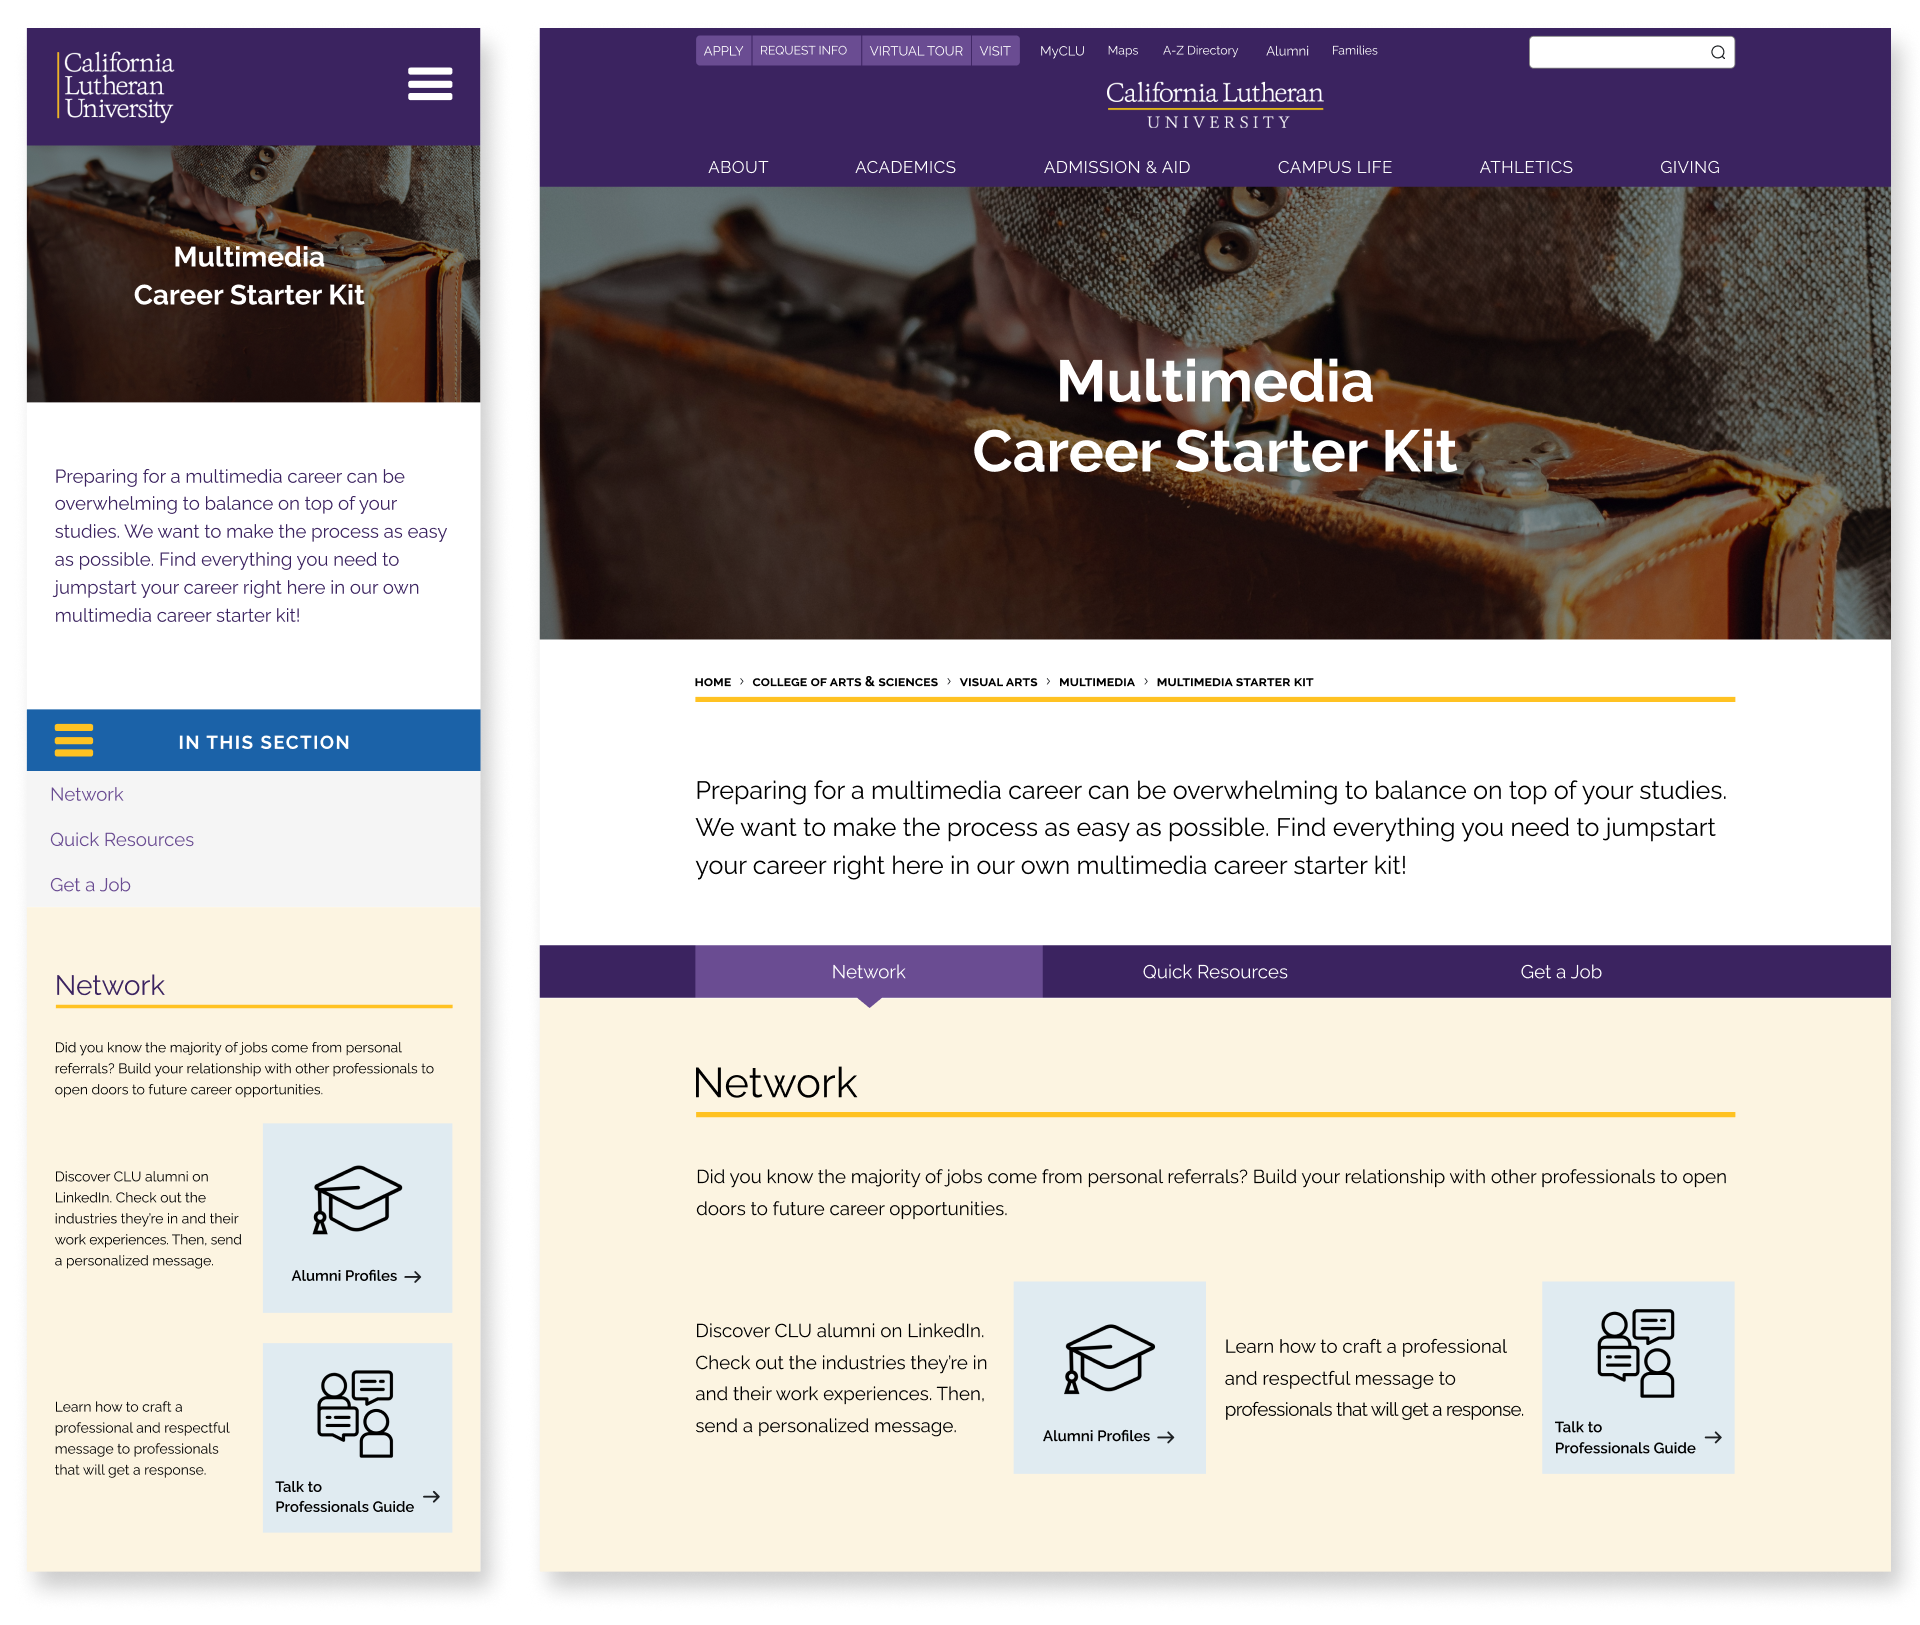 California
Lutheran
University
Multimedia
Career Starter Kit
Preparing for a multimedia career can be
overwhelming to balance on top of your
studies. We want to make the process as easy
as possible. Find everything you need to
jumpstart your career right here in our own
multimedia career starter kit!
IN THIS SECTION
Network
Quick Resources
Get a Job
Network
Did you know the majority of jobs come from personal
referrals? Build your relationship with other professionals to
open doors to future career opportunities.
Discover CLU alumni on
LinkedIn. Check out the
industries they're in and their
work experiences. Then, send
a personalized message.
Alumni Profiles →
Learn how to craft a
professional and respectful
message to professionals
that will get a response.
Talk to
Professionals Guide →
APPLY REQUEST INFO VIRTUAL TOUR VISIT MyCLU Maps A-Z Directory Alumni Families
California Lutheran
UNIVERSITY
ABOUT ACADEMICS ADMISSION & AID CAMPUS LIFE ATHLETICS GIVING
Multimedia
Career Starter Kit
HOME › COLLEGE OF ARTS & SCIENCES › VISUAL ARTS › MULTIMEDIA › MULTIMEDIA STARTER KIT
Preparing for a multimedia career can be overwhelming to balance on top of your studies.
We want to make the process as easy as possible. Find everything you need to jumpstart
your career right here in our own multimedia career starter kit!
Network Quick Resources Get a Job
Network
Did you know the majority of jobs come from personal referrals? Build your relationship with other professionals to open
doors to future career opportunities.
Discover CLU alumni on LinkedIn.
Check out the industries they're in
and their work experiences. Then,
send a personalized message.
Alumni Profiles →
Learn how to craft a professional
and respectful message to
professionals that will get a response.
Talk to
Professionals Guide →